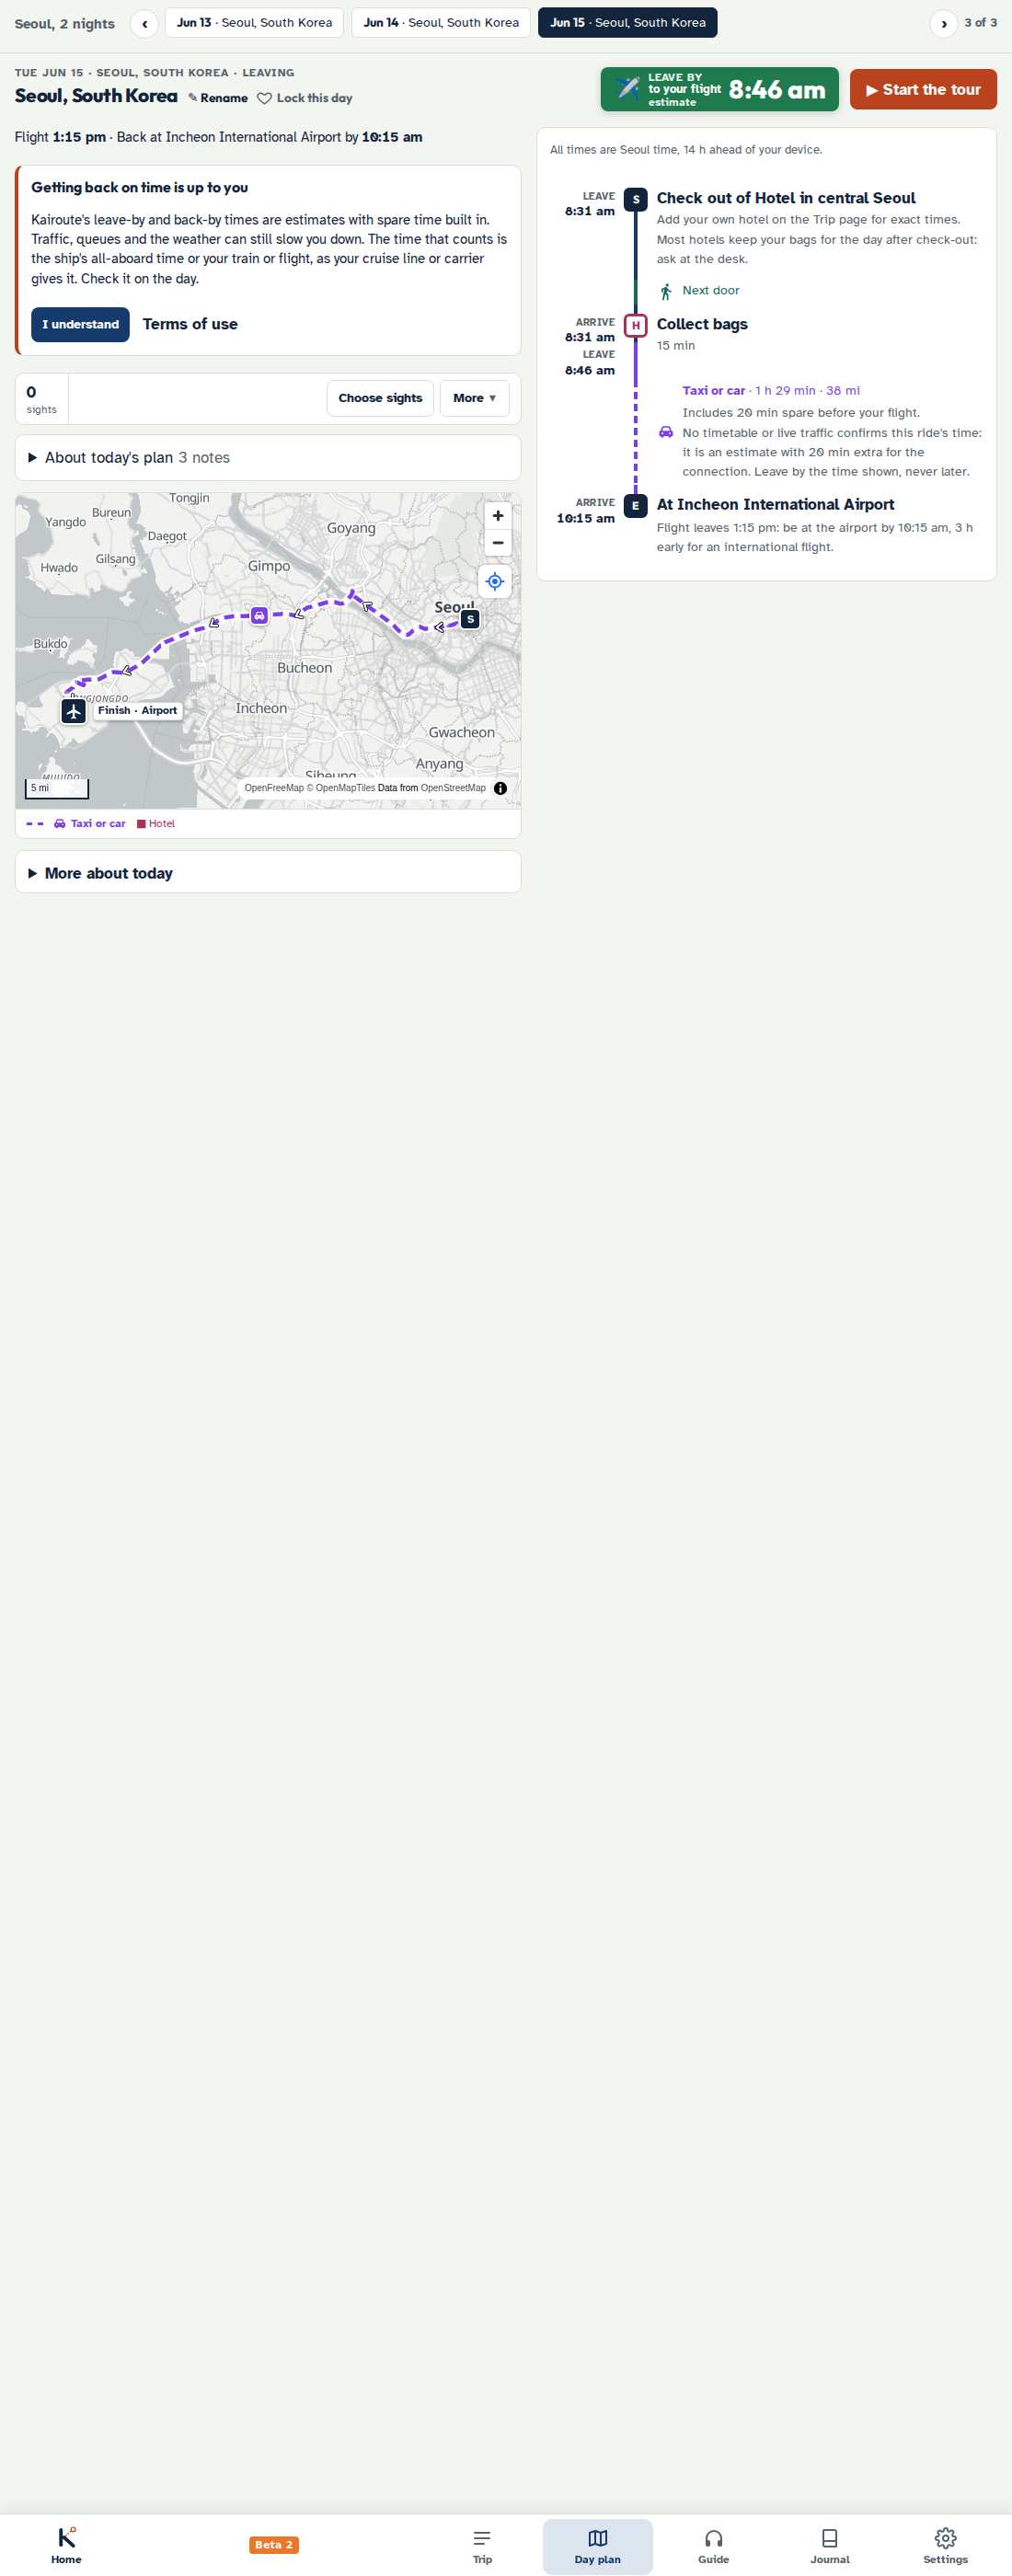 Seoul, 2 nights
‹
Jun 13 · Seoul, South Korea
Jun 14 · Seoul, South Korea
Jun 15 · Seoul, South Korea
›
3 of 3
TUE JUN 15 · SEOUL, SOUTH KOREA · LEAVING
Seoul, South Korea
✎ Rename
Lock this day
LEAVE BY
to your flight
estimate
8:46 am
▶ Start the tour
Flight 1:15 pm · Back at Incheon International Airport by 10:15 am
Getting back on time is up to you
Kairoute's leave-by and back-by times are estimates with spare time built in.
Traffic, queues and the weather can still slow you down. The time that counts is
the ship's all-aboard time or your train or flight, as your cruise line or carrier
gives it. Check it on the day.
I understand
Terms of use
0
sights
Choose sights
More ▼
▶ About today's plan 3 notes
Tongjin
Bureun
Yangdo
Daegot
Goyang
Gilsang
Hwado
Gimpo
+
−
Seoul
S
Bukdo
Bucheon
Finish · Airport
Incheon
Gwacheon
Anyang
Siheung
MUUIDO
5 mi
OpenFreeMap © OpenMapTiles Data from OpenStreetMap
Taxi or car
Hotel
▶ More about today
All times are Seoul time, 14 h ahead of your device.
LEAVE
8:31 am
S
Check out of Hotel in central Seoul
Add your own hotel on the Trip page for exact times.
Most hotels keep your bags for the day after check-out:
ask at the desk.
Next door
ARRIVE
8:31 am
LEAVE
8:46 am
H
Collect bags
15 min
Taxi or car · 1 h 29 min · 38 mi
Includes 20 min spare before your flight.
No timetable or live traffic confirms this ride's time:
it is an estimate with 20 min extra for the
connection. Leave by the time shown, never later.
ARRIVE
10:15 am
E
At Incheon International Airport
Flight leaves 1:15 pm: be at the airport by 10:15 am, 3 h
early for an international flight.
Home
Beta 2
Trip
Day plan
Guide
Journal
Settings